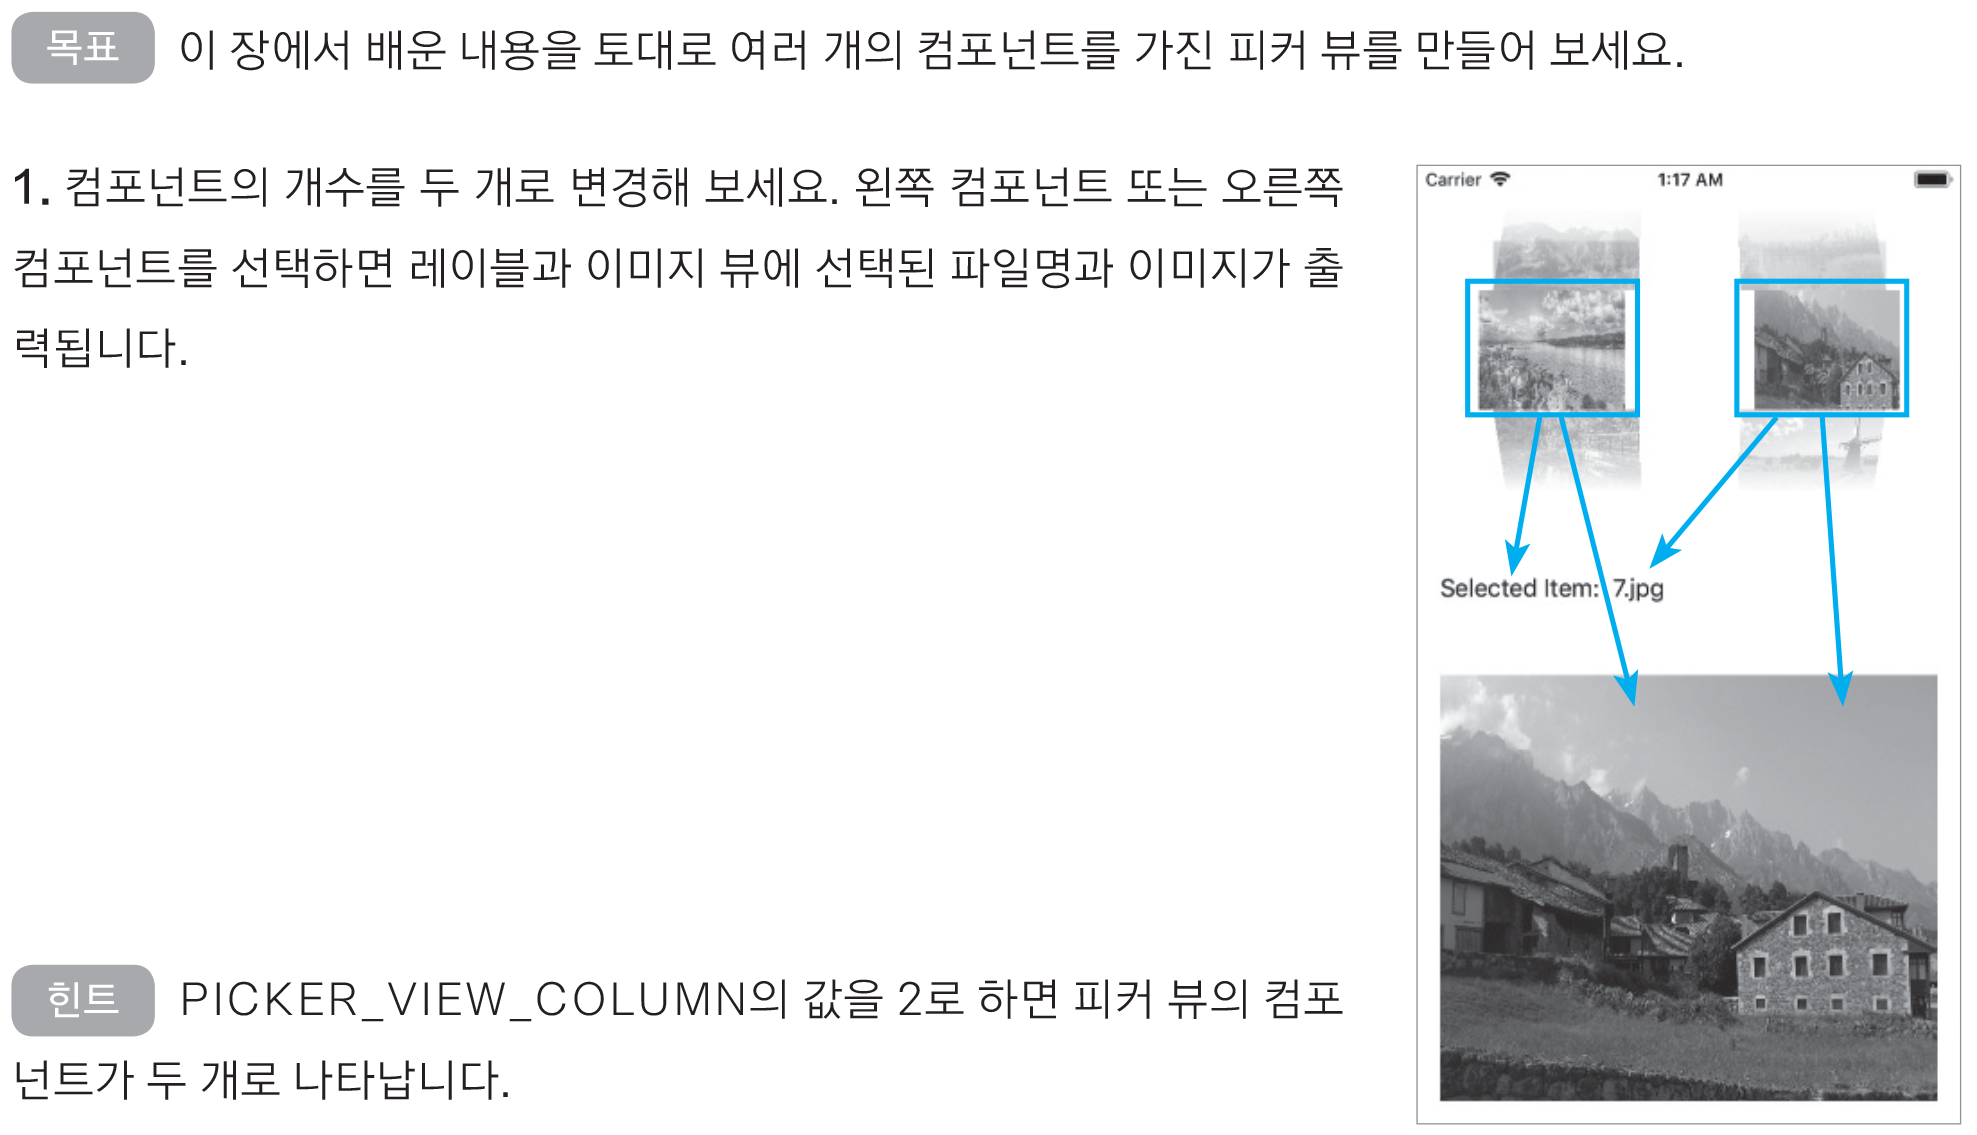 목표 이 장에서 배운 내용을 토대로 여러 개의 컴포넌트를 가진 피커 뷰를 만들어 보세요.
1. 컴포넌트의 개수를 두 개로 변경해 보세요. 왼쪽 컴포넌트 또는 오른쪽
컴포넌트를 선택하면 레이블과 이미지 뷰에 선택된 파일명과 이미지가 출
력됩니다.
Carrier 1:17 AM
Selected Item: 7.jpg
힌트 PICKER_VIEW_COLUMN의 값을 2로 하면 피커 뷰의 컴포
넌트가 두 개로 나타납니다.